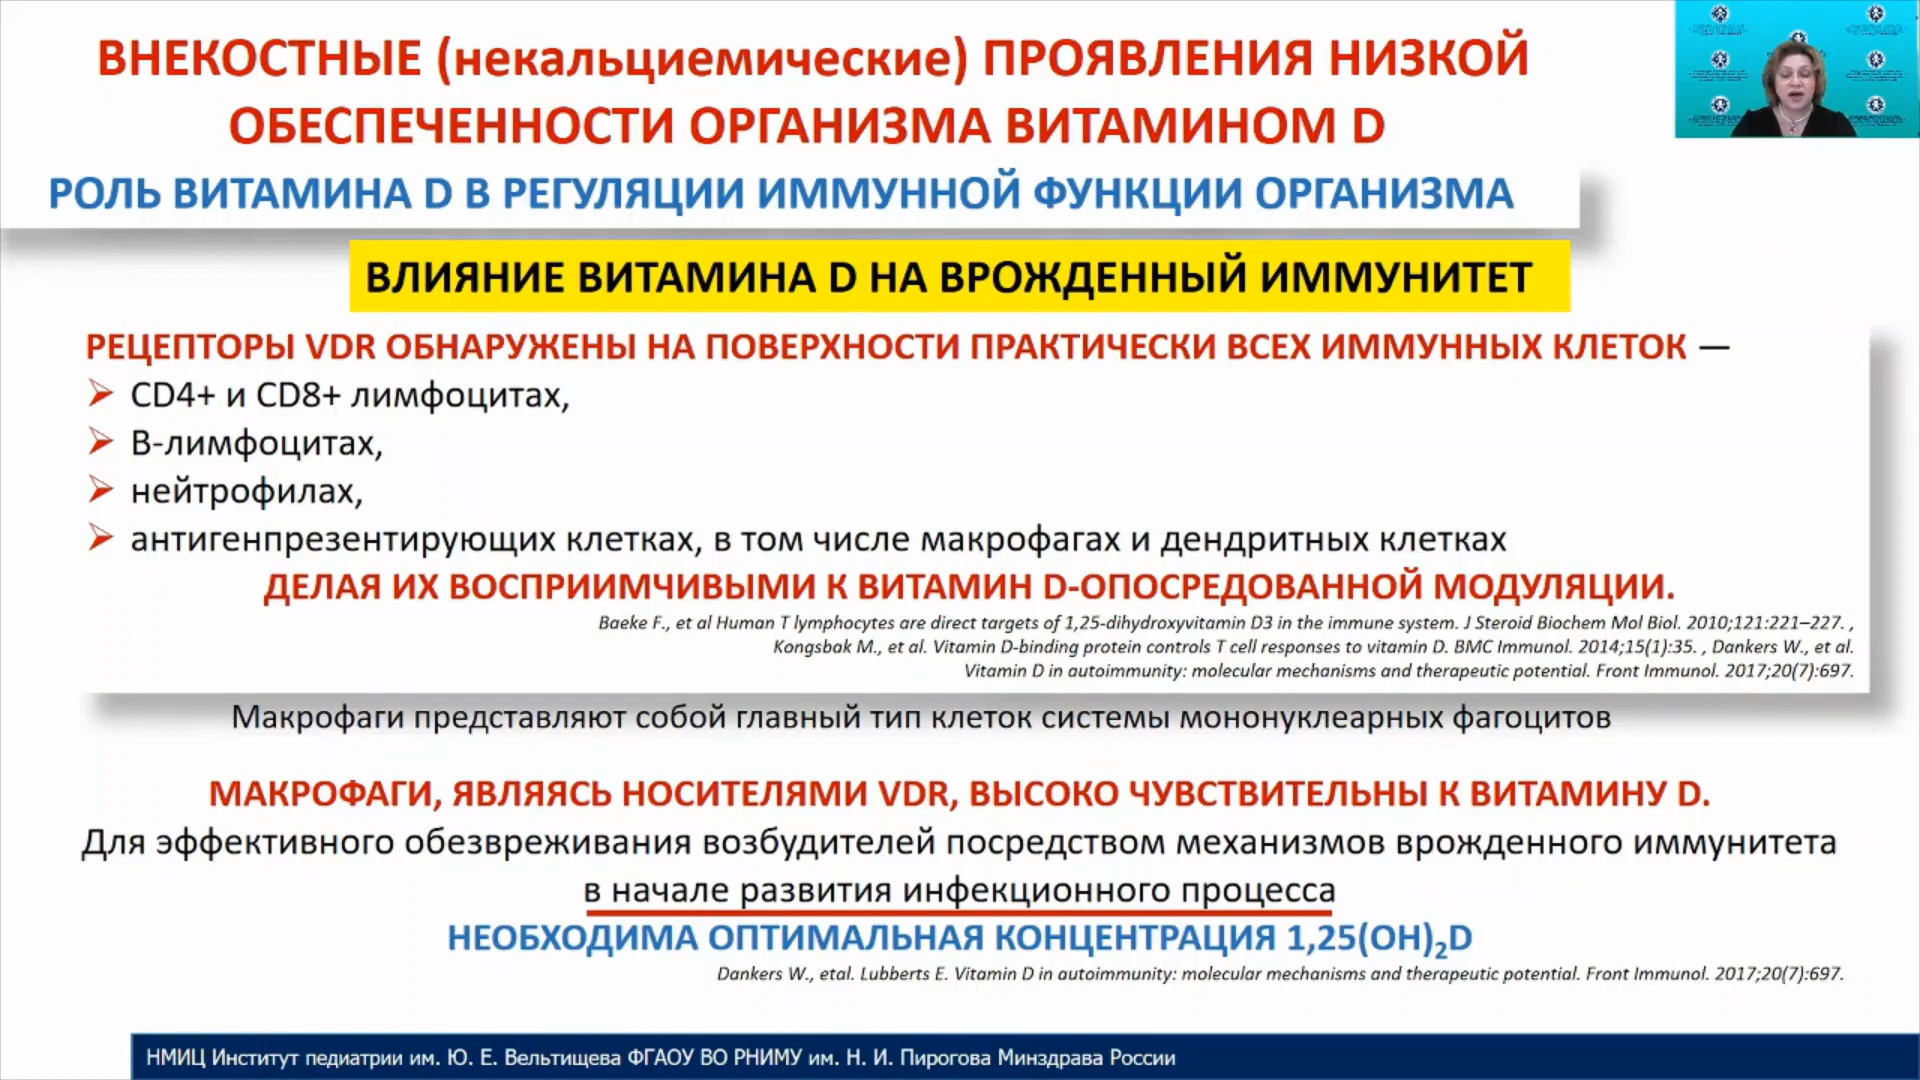 ВНЕКОСТНЫЕ (некальциемические) ПРОЯВЛЕНИЯ НИЗКОЙ
ОБЕСПЕЧЕННОСТИ ОРГАНИЗМА ВИТАМИНОМ D
РОЛЬ ВИТАМИНА D В РЕГУЛЯЦИИ ИММУННОЙ ФУНКЦИИ ОРГАНИЗМА
ВЛИЯНИЕ ВИТАМИНА D НА ВРОЖДЕННЫЙ ИММУНИТЕТ
РЕЦЕПТОРЫ VDR ОБНАРУЖЕНЫ НА ПОВЕРХНОСТИ ПРАКТИЧЕСКИ ВСЕХ ИММУННЫХ КЛЕТОК —
CD4+ и CD8+ лимфоцитах,
В-лимфоцитах,
нейтрофилах,
антигенпрезентирующих клетках, в том числе макрофагах и дендритных клетках
ДЕЛАЯ ИХ ВОСПРИИМЧИВЫМИ К ВИТАМИН D-ОПОСРЕДОВАННОЙ МОДУЛЯЦИИ.
Baeke F., et al Human T lymphocytes are direct targets of 1,25-dihydroxyvitamin D3 in the immune system. J Steroid Biochem Mol Biol. 2010;121:221–227. ,
Kongsbak M., et al. Vitamin D-binding protein controls T cell responses to vitamin D. BMC Immunol. 2014;15(1):35. , Dankers W., et al.
Vitamin D in autoimmunity: molecular mechanisms and therapeutic potential. Front Immunol. 2017;20(7):697.
Макрофаги представляют собой главный тип клеток системы мононуклеарных фагоцитов
МАКРОФАГИ, ЯВЛЯЯСЬ НОСИТЕЛЯМИ VDR, ВЫСОКО ЧУВСТВИТЕЛЬНЫ К ВИТАМИНУ D.
Для эффективного обезвреживания возбудителей посредством механизмов врожденного иммунитета
в начале развития инфекционного процесса
НЕОБХОДИМА ОПТИМАЛЬНАЯ КОНЦЕНТРАЦИЯ 1,25(ОН)₂D
Dankers W., etal. Lubberts E. Vitamin D in autoimmunity: molecular mechanisms and therapeutic potential. Front Immunol. 2017;20(7):697.
НМИЦ Институт педиатрии им. Ю. Е. Вельтищева ФГАОУ ВО РНИМУ им. Н. И. Пирогова Минздрава России